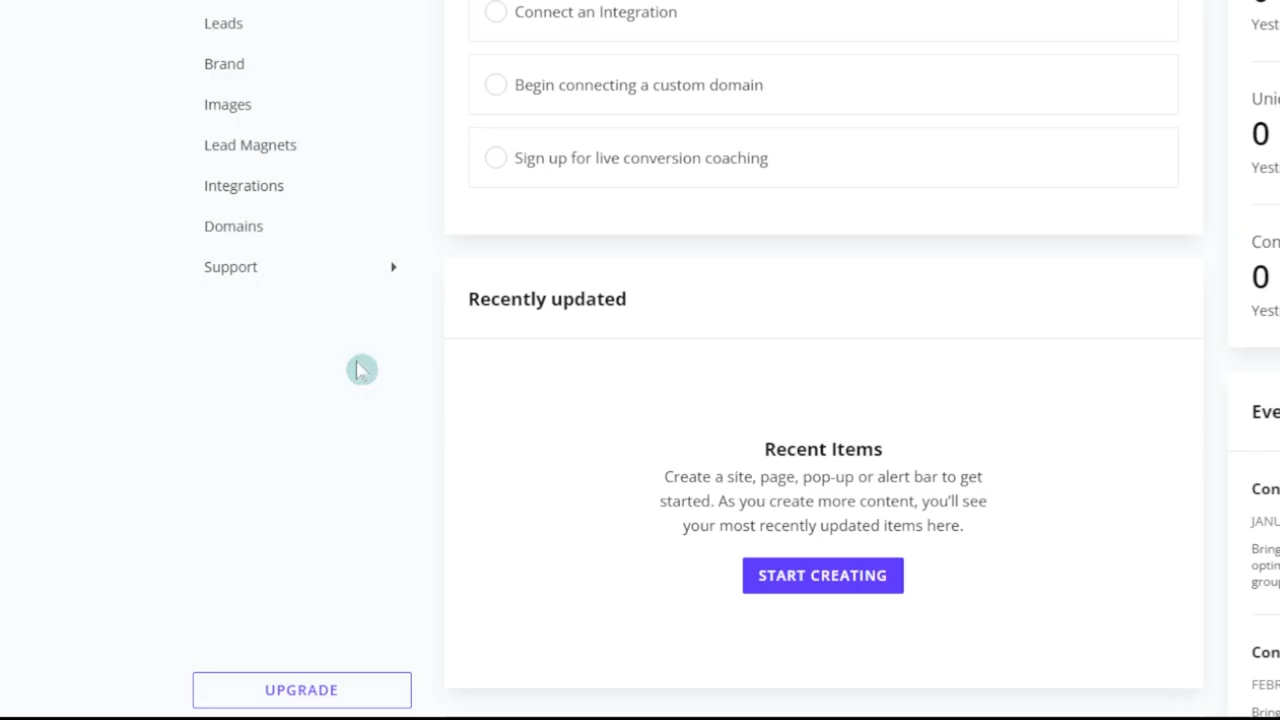 Leads
Brand
Images
Lead Magnets
Integrations
Domains
Support
UPGRADE
Connect an Integration
Begin connecting a custom domain
Sign up for live conversion coaching
Recently updated
Recent Items
Create a site, page, pop-up or alert bar to get
started. As you create more content, you'll see
your most recently updated items here.
START CREATING
Yest
Uni
0
Yest
Con
0
Yest
Eve
Con
JANU
Bring
optim
group
Con
FEBR
Bring